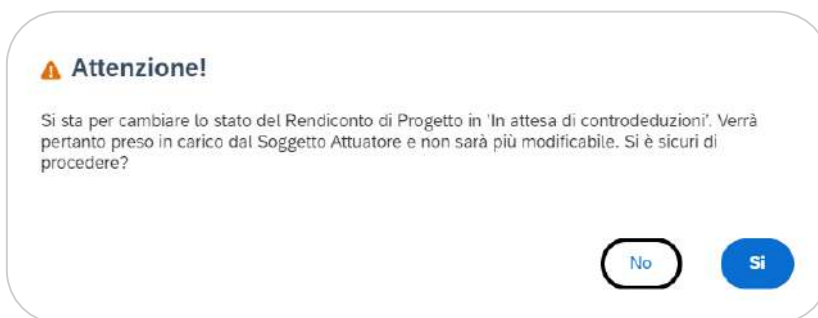 Attenzione!
Si sta per cambiare lo stato del Rendiconto di Progetto in 'In attesa di controdeduzioni'. Verrà
pertanto preso in carico dal Soggetto Attuatore e non sarà più modificabile. Si è sicuri di
procedere?
No
Si